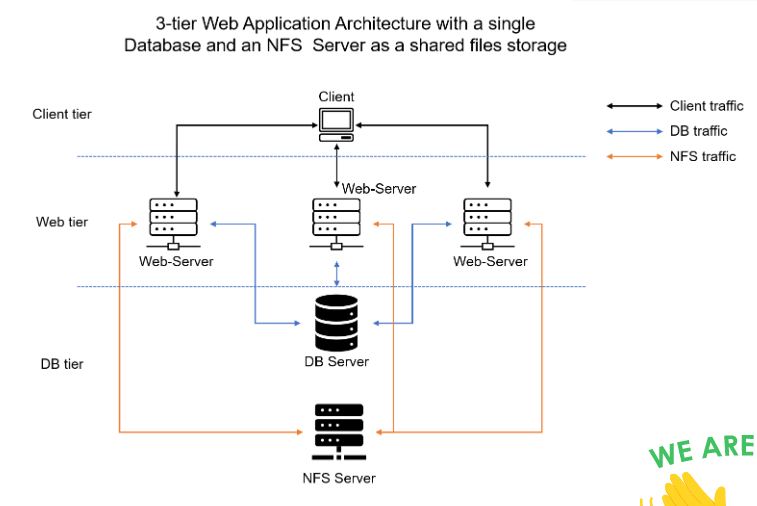 3-tier Web Application Architecture with a single
Database and an NFS Server as a shared files storage
Client
Client tier
Client traffic
DB traffic
NFS traffic
Web-Server
Web tier
Web-Server
Web-Server
DB Server
DB tier
NFS Server
WE ARE